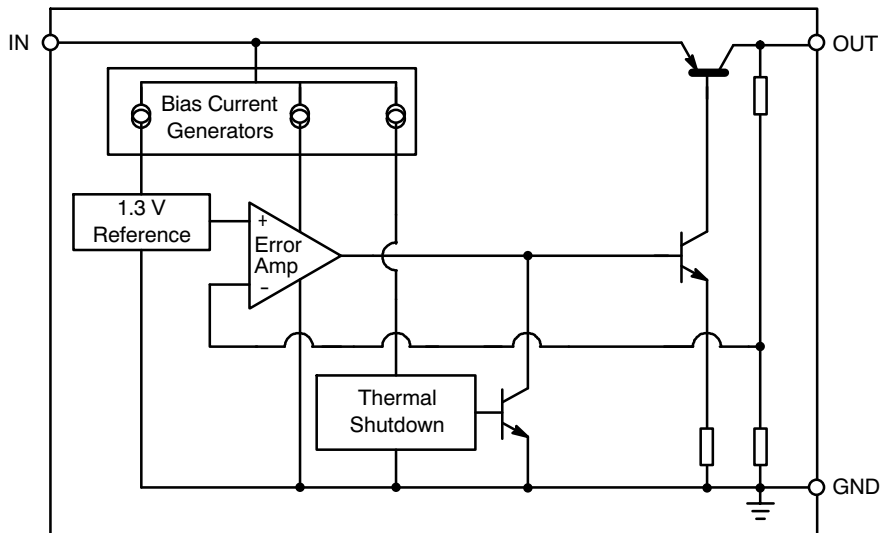 IN
OUT
Bias Current
Generators
1.3 V
Reference
+
Error
Amp
−
Thermal
Shutdown
GND